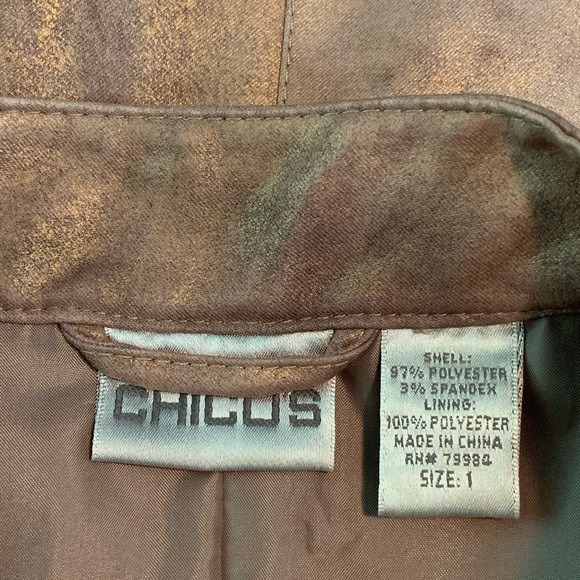 CHICO'S
SHELL:
97% POLYESTER
3% SPANDEX
LINING:
100% POLYESTER
MADE IN CHINA
RN# 79984
SIZE: 1